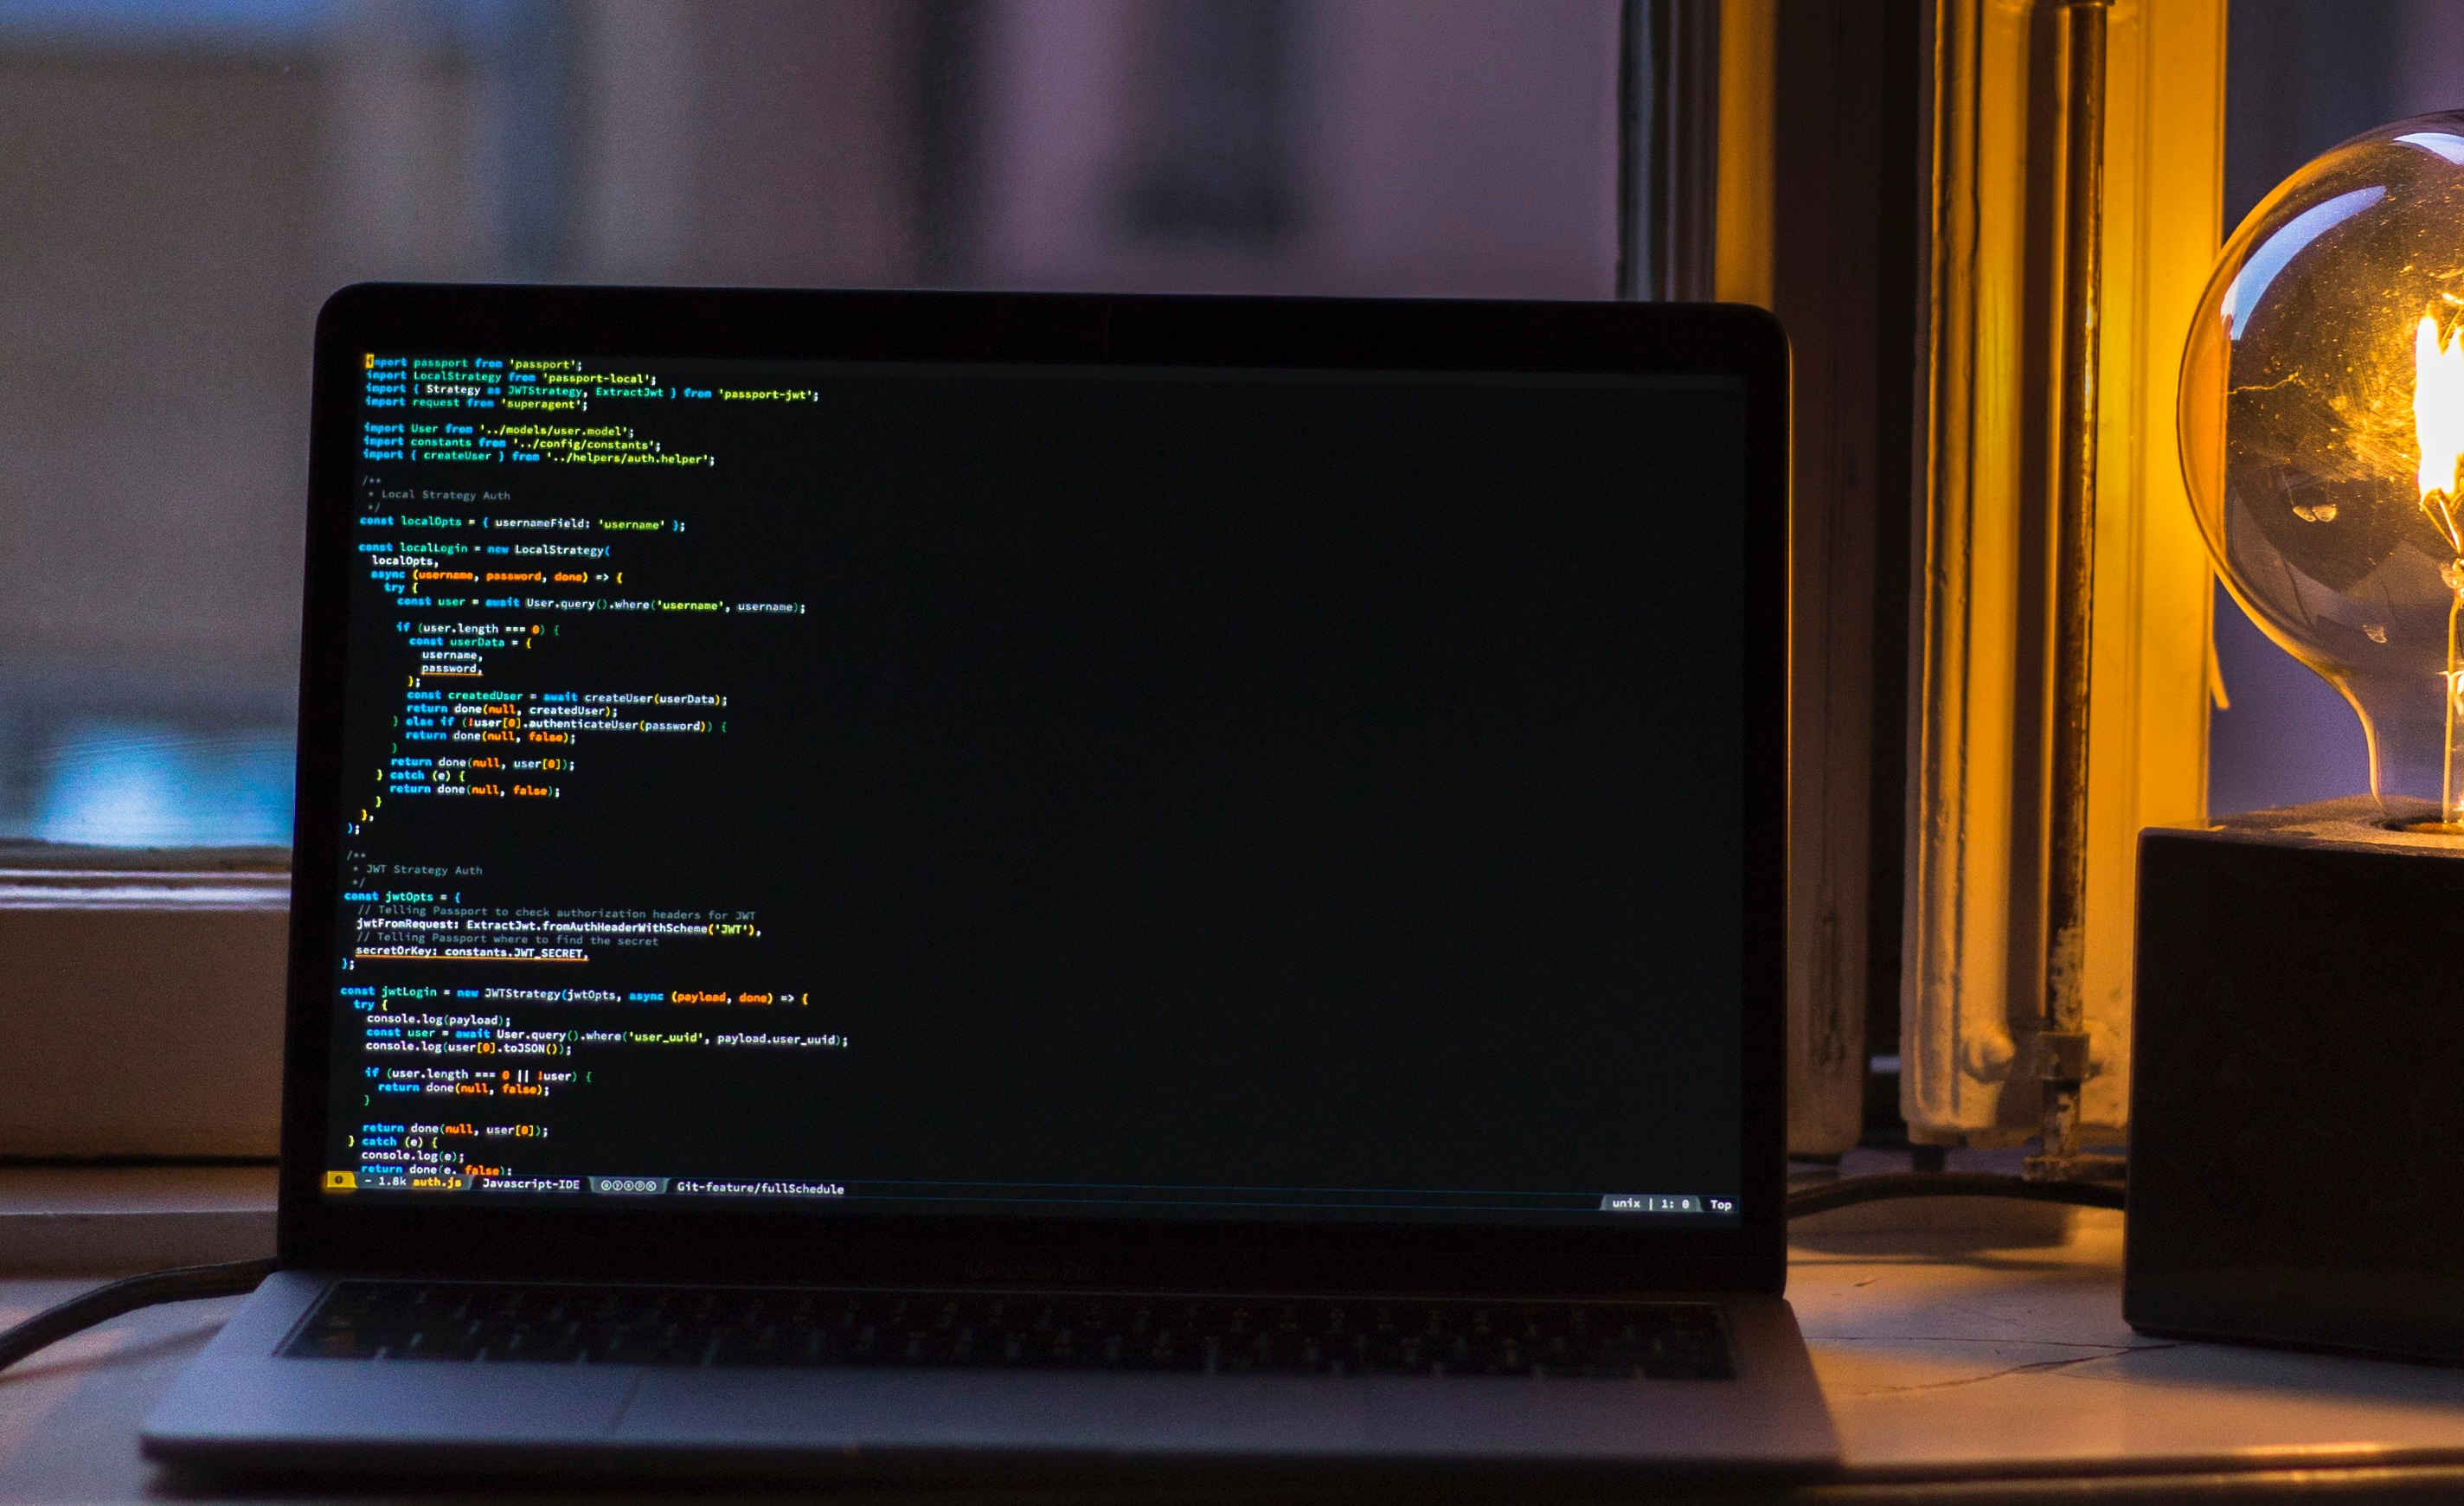 import passport from 'passport';
import LocalStrategy from 'passport-local';
import { Strategy as JWTStrategy, ExtractJwt } from 'passport-jwt';
import request from 'superagent';
import User from '../models/user.model';
import constants from '../config/constants';
import { createUser } from '../helpers/auth.helper';
/**
* Local Strategy Auth
*/
const localOpts = { usernameField: 'username' };
const localLogin = new LocalStrategy(
localOpts,
async (username, password, done) => {
try {
const user = await User.query().where('username', username);
if (user.length === 0) {
const userData = {
username,
password,
};
const createdUser = await createUser(userData);
return done(null, createdUser);
} else if (!user[0].authenticateUser(password)) {
return done(null, false);
}
return done(null, user[0]);
} catch (e) {
return done(null, false);
}
},
);
/**
* JWT Strategy Auth
*/
const jwtOpts = {
// Telling Passport to check authorization headers for JWT
jwtFromRequest: ExtractJwt.fromAuthHeaderWithScheme('JWT'),
// Telling Passport where to find the secret
secretOrKey: constants.JWT_SECRET,
};
const jwtLogin = new JWTStrategy(jwtOpts, async (payload, done) => {
try {
console.log(payload);
const user = await User.query().where('user_uuid', payload.user_uuid);
console.log(user[0].toJSON());
if (user.length === 0 || !user) {
return done(null, false);
}
return done(null, user[0]);
} catch (e) {
console.log(e);
return done(e, false);
- 1.8k auth.js Javascript-IDE Git-feature/fullSchedule unix | 1: 0 Top